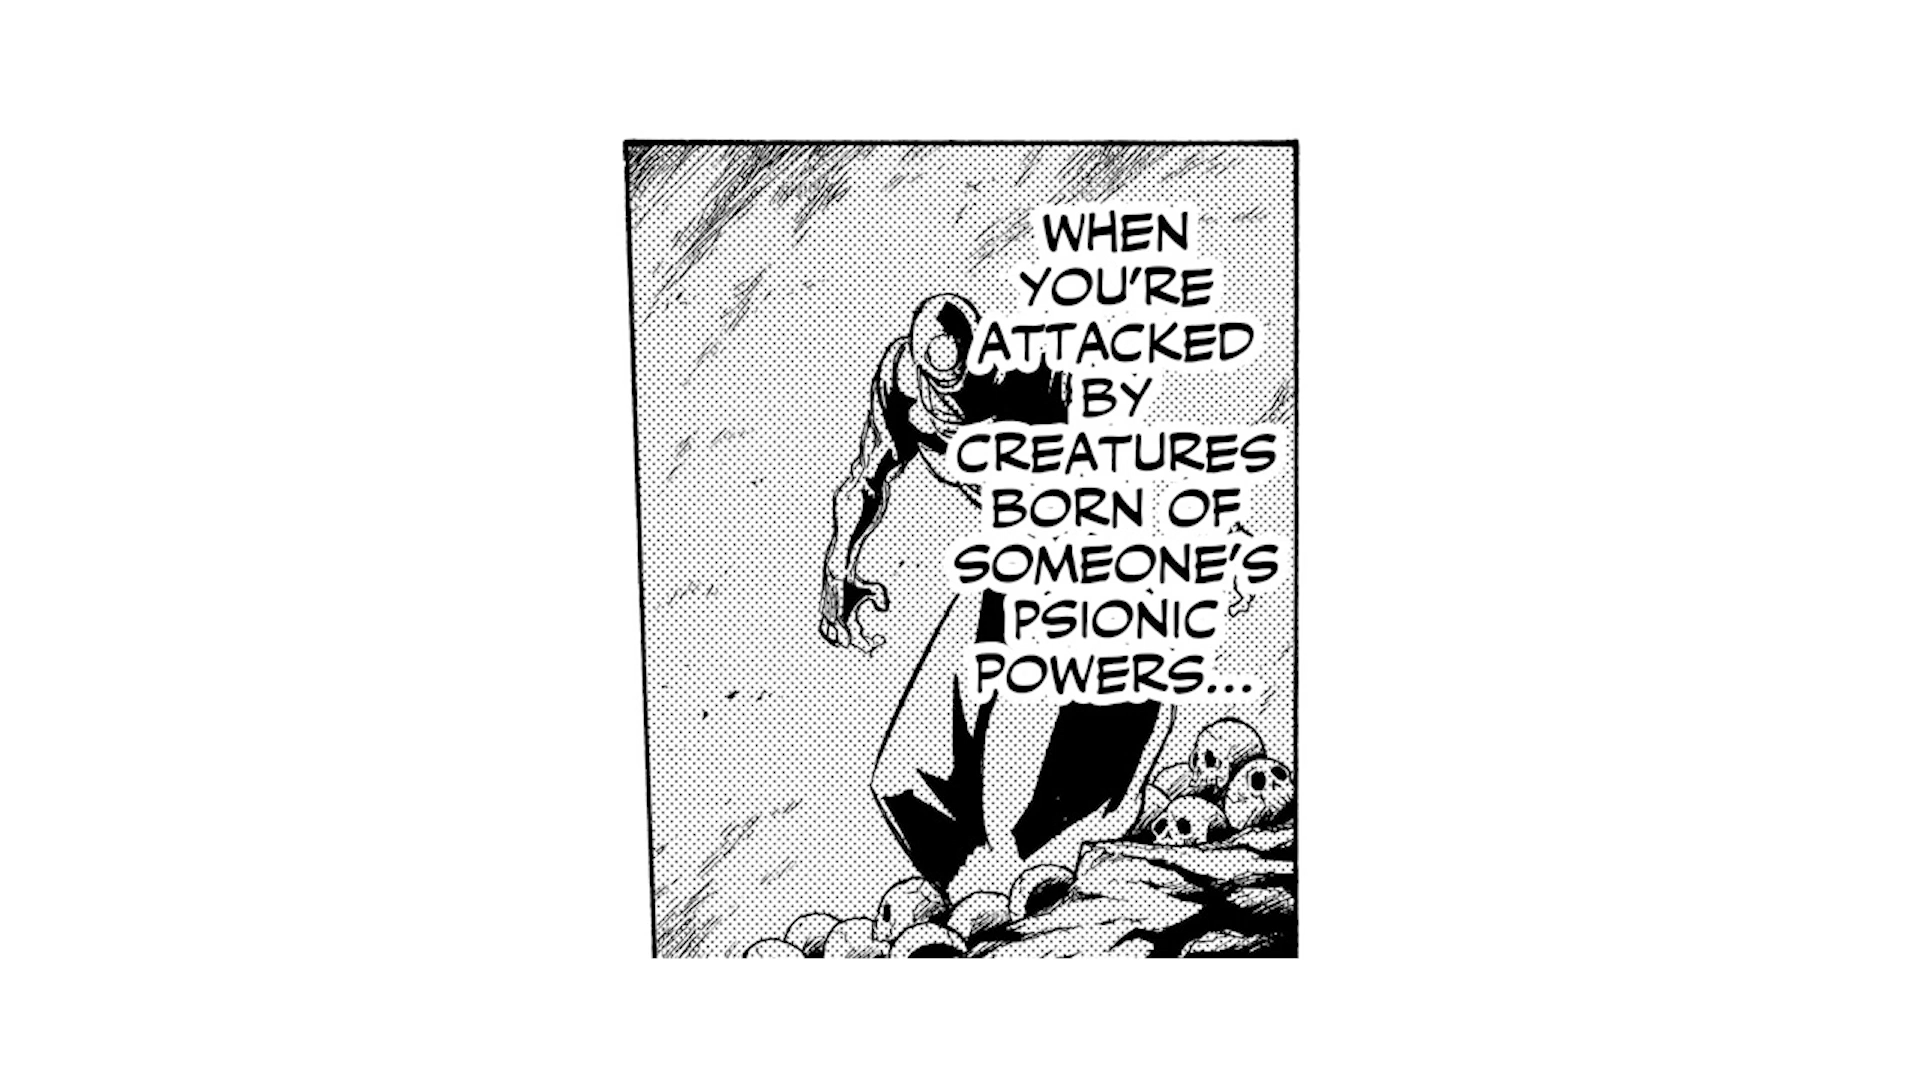 WHEN
YOU'RE
ATTACKED
BY
CREATURES
BORN OF
SOMEONE'S
PSIONIC
POWERS...